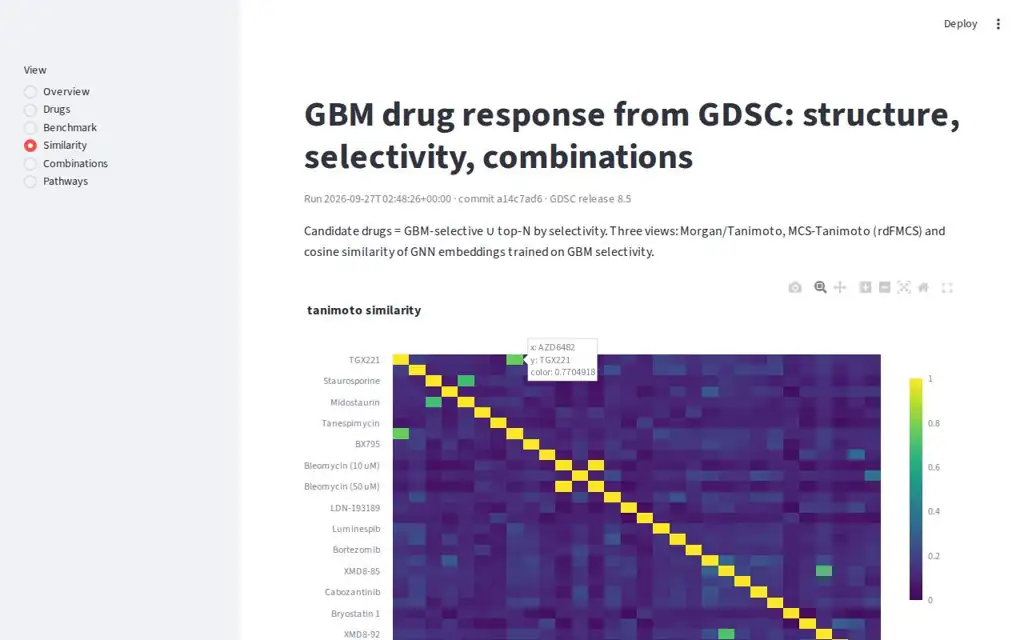 Deploy
View
Overview
Drugs
Benchmark
Similarity
Combinations
Pathways
GBM drug response from GDSC: structure,
selectivity, combinations
Run 2026-09-27T02:48:26+00:00 · commit a14c7ad6 · GDSC release 8.5
Candidate drugs = GBM-selective ∪ top-N by selectivity. Three views: Morgan/Tanimoto, MCS-Tanimoto (rdFMCS) and
cosine similarity of GNN embeddings trained on GBM selectivity.
tanimoto similarity
x: AZD6482
y: TGX221
color: 0.7704918
TGX221
Staurosporine
Midostaurin
Tanespimycin
BX795
Bleomycin (10 uM)
Bleomycin (50 uM)
LDN-193189
Luminespib
Bortezomib
XMD8-85
Cabozantinib
Bryostatin 1
XMD8-92
1
0.8
0.6
0.4
0.2
0